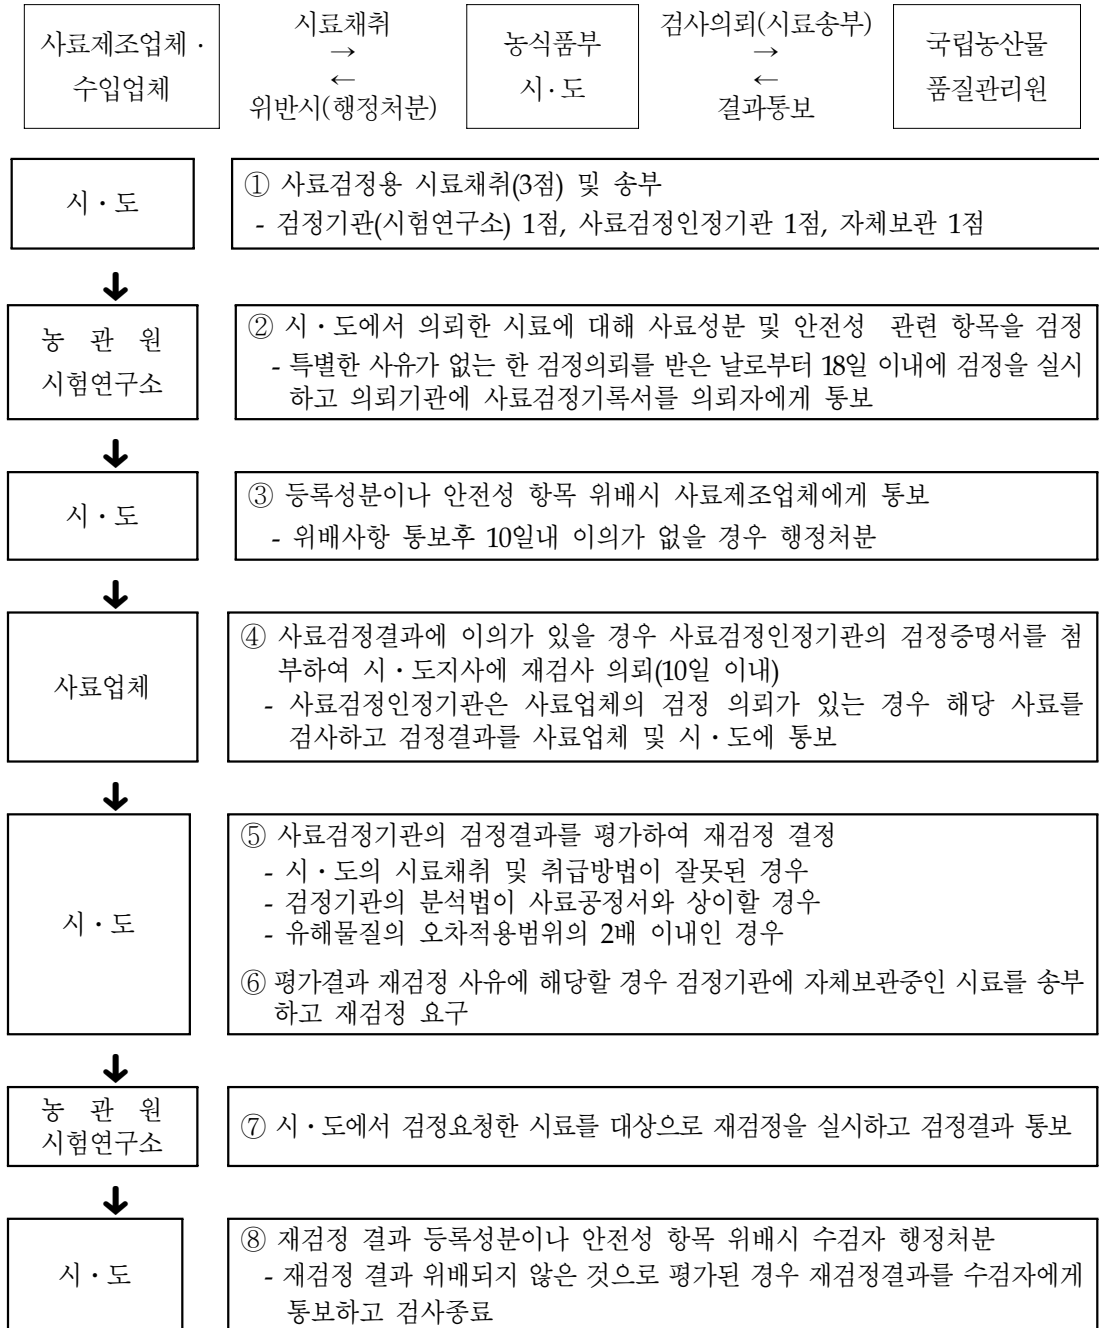 사료제조업체 ·
수입업체
시료채취
→
←
위반시(행정처분)
농식품부
시·도
검사의뢰(시료송부)
→
←
결과통보
국립농산물
품질관리원
시·도
① 사료검정용 시료채취(3점) 및 송부
- 검정기관(시험연구소) 1점, 사료검정인정기관 1점, 자체보관 1점
농 관 원
시험연구소
② 시·도에서 의뢰한 시료에 대해 사료성분 및 안전성 관련 항목을 검정
- 특별한 사유가 없는 한 검정의뢰를 받은 날로부터 18일 이내에 검정을 실시
하고 의뢰기관에 사료검정기록서를 의뢰자에게 통보
시·도
③ 등록성분이나 안전성 항목 위배시 사료제조업체에게 통보
- 위배사항 통보후 10일내 이의가 없을 경우 행정처분
사료업체
④ 사료검정결과에 이의가 있을 경우 사료검정인정기관의 검정증명서를 첨
부하여 시·도지사에 재검사 의뢰(10일 이내)
- 사료검정인정기관은 사료업체의 검정 의뢰가 있는 경우 해당 사료를
검사하고 검정결과를 사료업체 및 시·도에 통보
시·도
⑤ 사료검정기관의 검정결과를 평가하여 재검정 결정
- 시·도의 시료채취 및 취급방법이 잘못된 경우
- 검정기관의 분석법이 사료공정서와 상이할 경우
- 유해물질의 오차적용범위의 2배 이내인 경우
⑥ 평가결과 재검정 사유에 해당할 경우 검정기관에 자체보관중인 시료를 송부
하고 재검정 요구
농 관 원
시험연구소
⑦ 시·도에서 검정요청한 시료를 대상으로 재검정을 실시하고 검정결과 통보
시·도
⑧ 재검정 결과 등록성분이나 안전성 항목 위배시 수검자 행정처분
- 재검정 결과 위배되지 않은 것으로 평가된 경우 재검정결과를 수검자에게
통보하고 검사종료